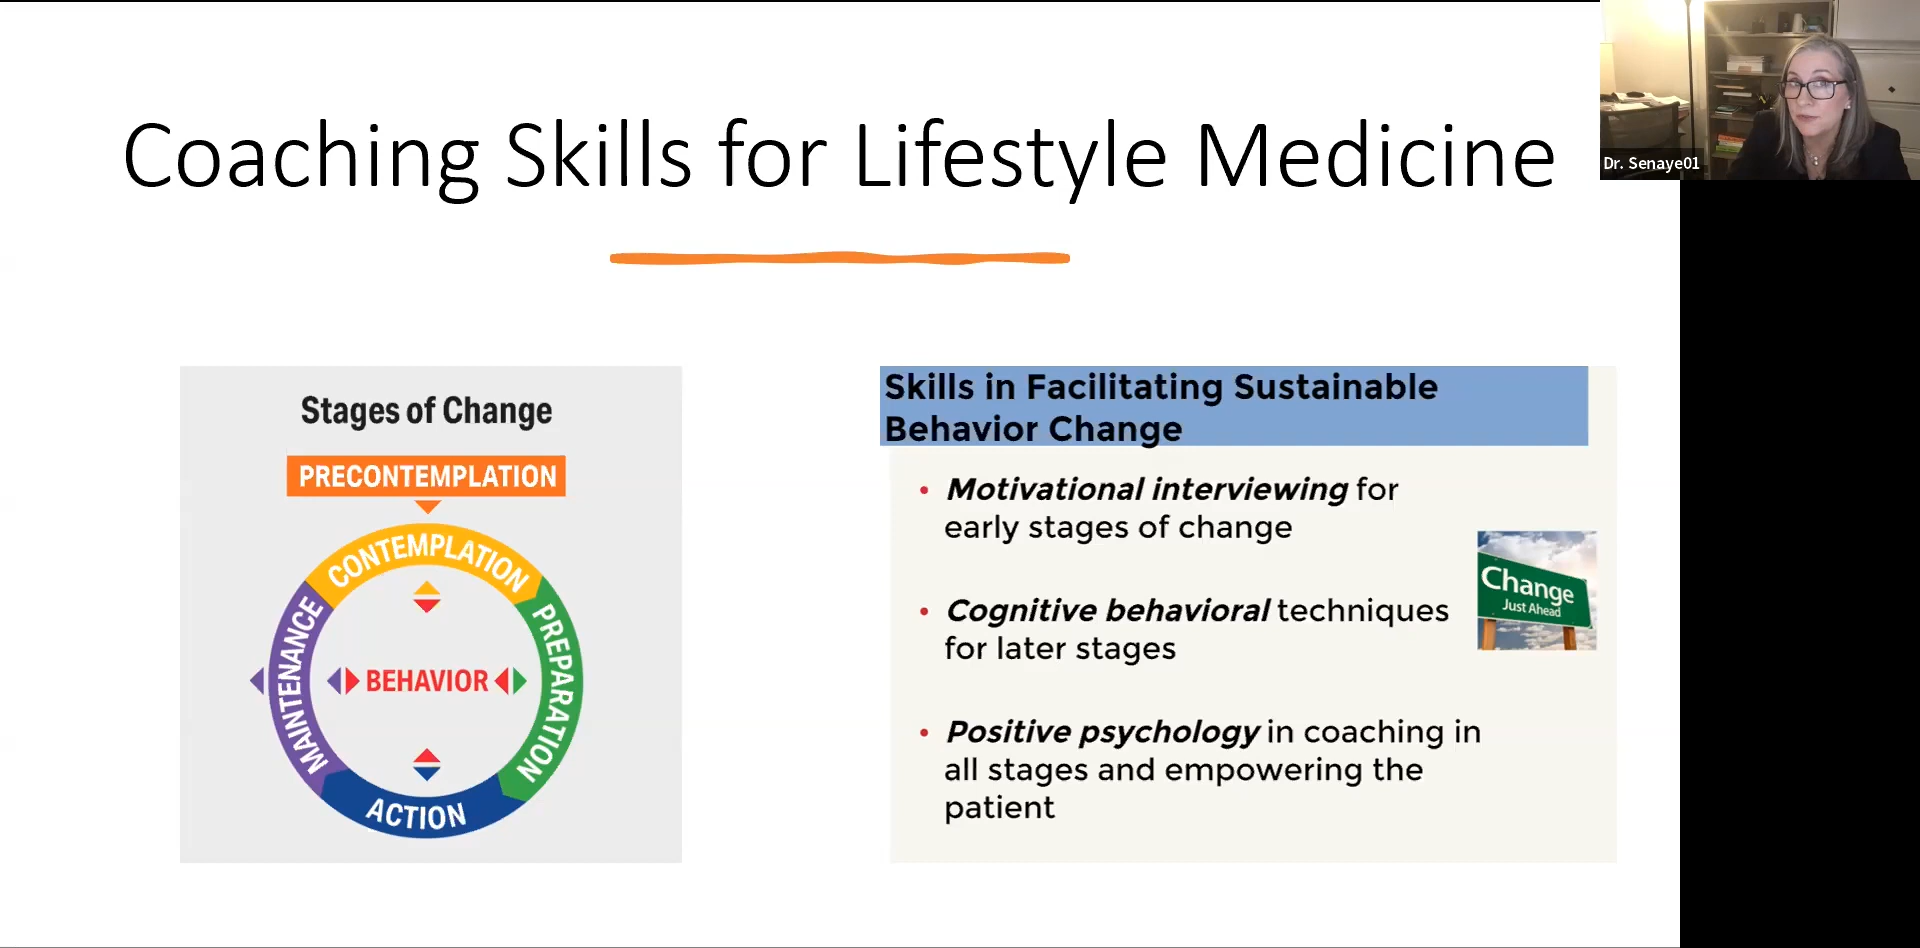 Coaching Skills for Lifestyle Medicine
Dr. Senaye01
Stages of Change
PRECONTEMPLATION
CONTEMPLATION
PREPARATION
ACTION
MAINTENANCE
BEHAVIOR
Skills in Facilitating Sustainable
Behavior Change
• Motivational interviewing for
early stages of change
• Cognitive behavioral techniques
for later stages
• Positive psychology in coaching in
all stages and empowering the
patient
Change
Just Ahead